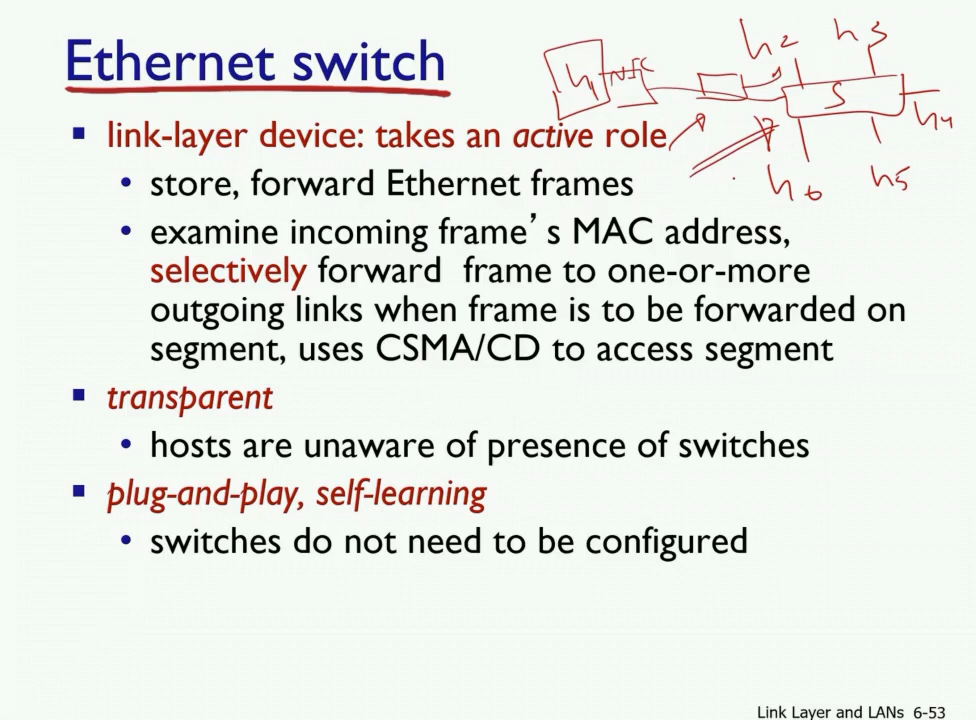 Ethernet switch
h2 h3
h1 NIC
S
h4
h6 h5
▪ link-layer device: takes an active role
• store, forward Ethernet frames
• examine incoming frame's MAC address,
selectively forward frame to one-or-more
outgoing links when frame is to be forwarded on
segment, uses CSMA/CD to access segment
▪ transparent
• hosts are unaware of presence of switches
▪ plug-and-play, self-learning
• switches do not need to be configured
Link Layer and LANs 6-53